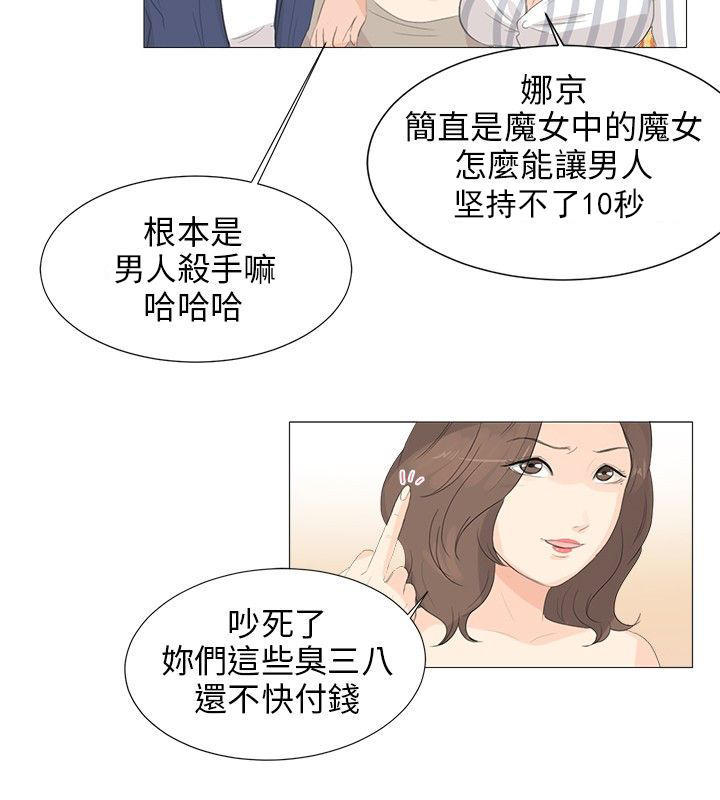 娜京
簡直是魔女中的魔女
怎麼能讓男人
坚持不了10秒
根本是
男人殺手嘛
哈哈哈
吵死了
妳們這些臭三八
還不快付錢